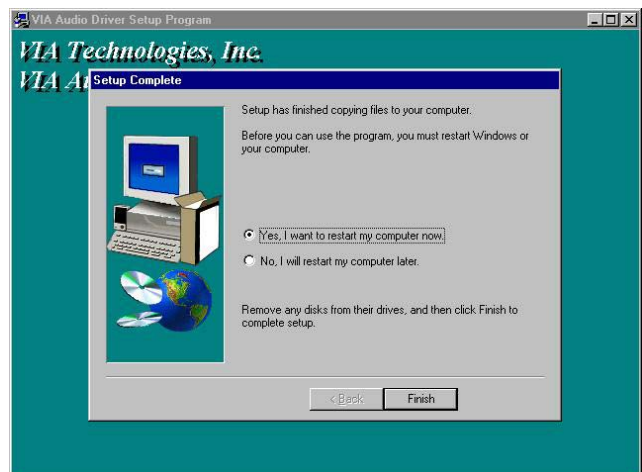 VIA Audio Driver Setup Program
VIA Technologies, Inc.
VIA
Setup Complete
Setup has finished copying files to your computer.
Before you can use the program, you must restart Windows or
your computer.
Yes, I want to restart my computer now.
No, I will restart my computer later.
Remove any disks from their drives, and then click Finish to
complete setup.
< Back
Finish